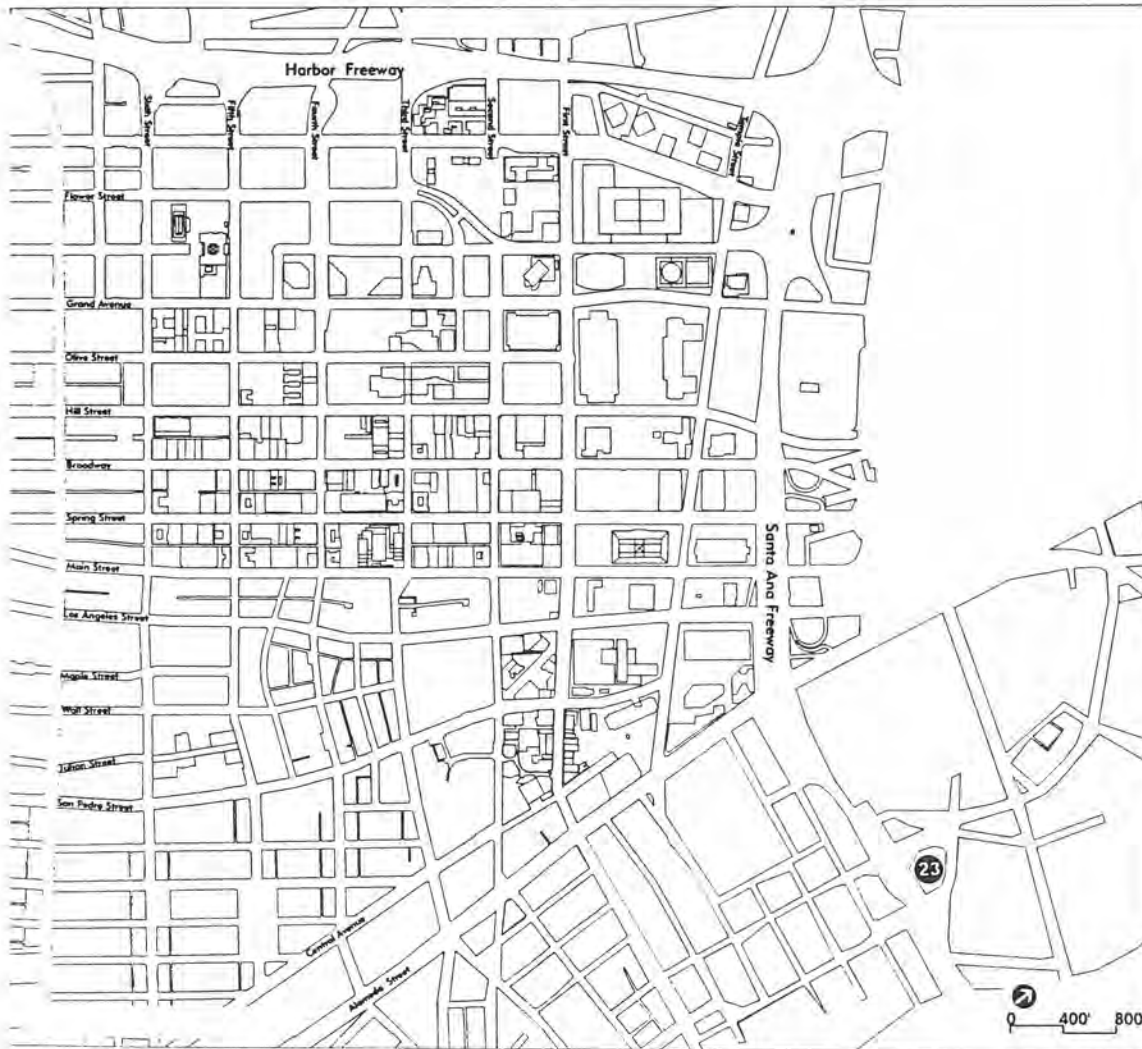 Harbor Freeway
Sixth Street
Fifth Street
Fourth Street
Third Street
Second Street
First Street
Temple Street
Flower Street
Grand Avenue
Olive Street
Hill Street
Broadway
Spring Street
Main Street
Los Angeles Street
Maple Street
Wall Street
Julian Street
San Pedro Street
Santa Ana Freeway
Central Avenue
Alameda Street
23
0 400' 800